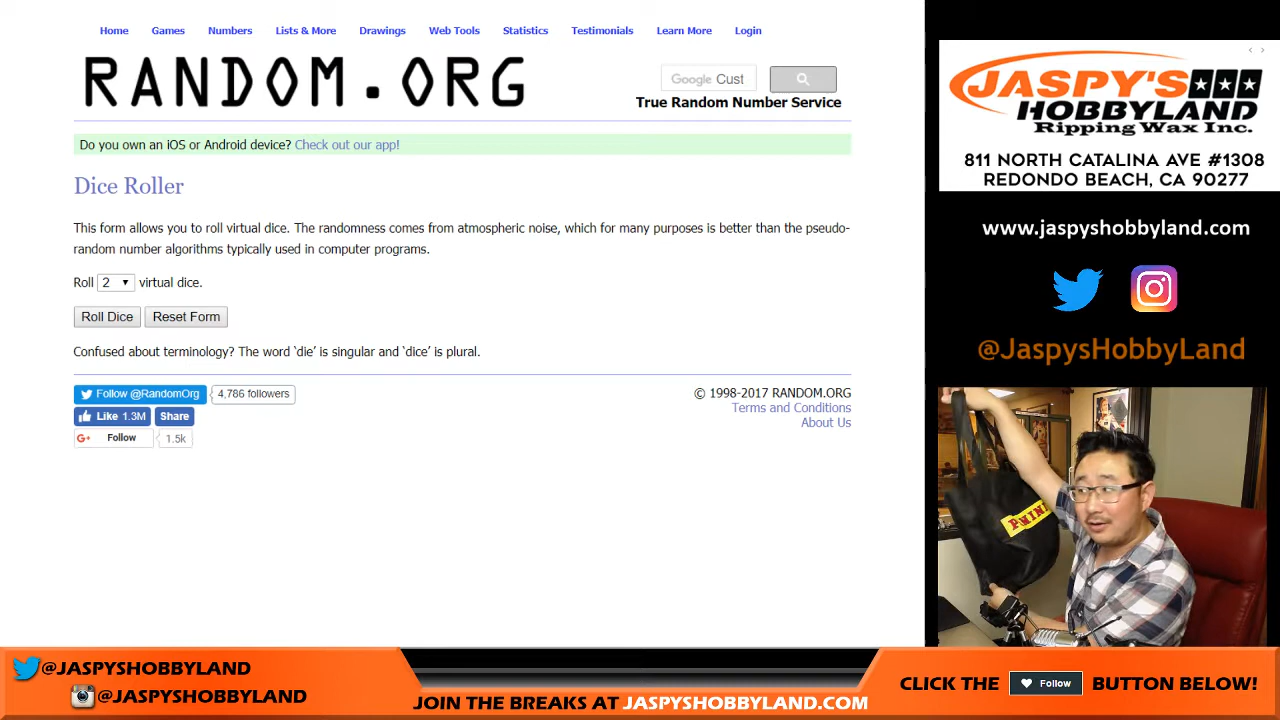 Home Games Numbers Lists & More Drawings Web Tools Statistics Testimonials Learn More Login
RANDOM.ORG
Google Cust
True Random Number Service
Do you own an iOS or Android device? Check out our app!
Dice Roller
This form allows you to roll virtual dice. The randomness comes from atmospheric noise, which for many purposes is better than the pseudo-
random number algorithms typically used in computer programs.
Roll 2 virtual dice.
Roll Dice Reset Form
Confused about terminology? The word 'die' is singular and 'dice' is plural.
Follow @RandomOrg 4,786 followers
Like 1.3M Share
G+ Follow 1.5k
© 1998-2017 RANDOM.ORG
Terms and Conditions
About Us
JASPY'S
HOBBYLAND
Ripping Wax Inc.
811 NORTH CATALINA AVE #1308
REDONDO BEACH, CA 90277
www.jaspyshobbyland.com
@JaspysHobbyLand
PANINI
@JASPYSHOBBYLAND
@JASPYSHOBBYLAND
JOIN THE BREAKS AT JASPYSHOBBYLAND.COM
CLICK THE Follow BUTTON BELOW!